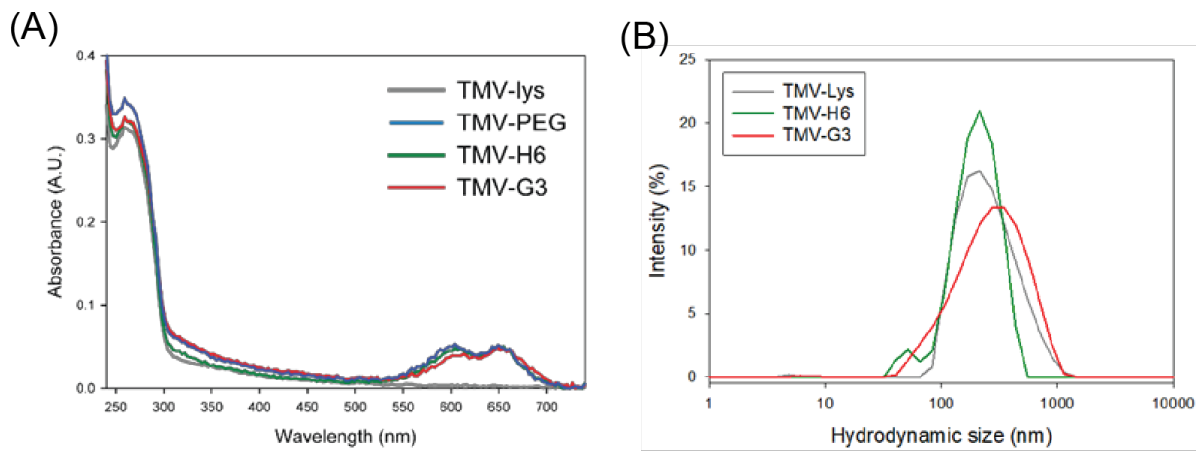 (A)
0.4
0.3
0.2
0.1
0.0
Absorbance (A.U.)
250 300 350 400 450 500 550 600 650 700
Wavelength (nm)
TMV-lys
TMV-PEG
TMV-H6
TMV-G3
(B)
25
20
15
10
5
0
Intensity (%)
1 10 100 1000 10000
Hydrodynamic size (nm)
TMV-Lys
TMV-H6
TMV-G3